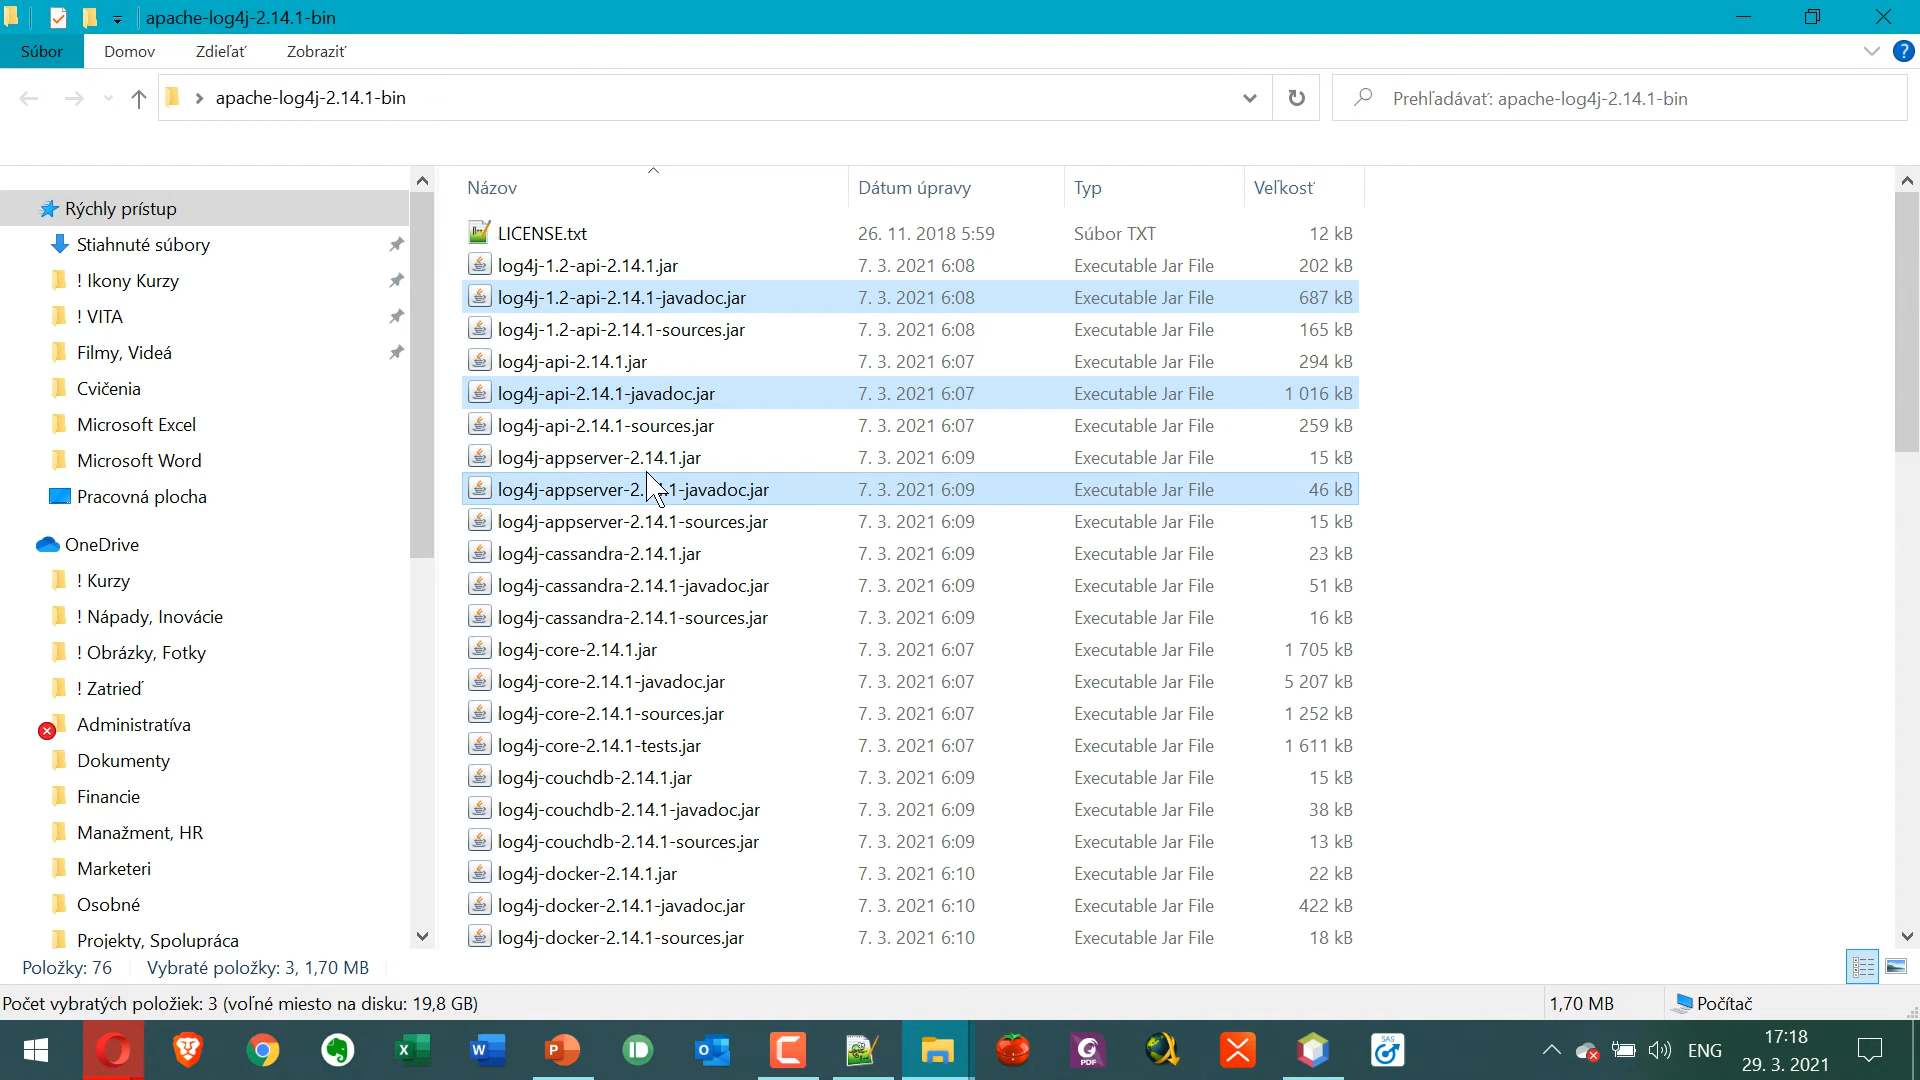 apache-log4j-2.14.1-bin
Súbor Domov Zdieľať Zobraziť
apache-log4j-2.14.1-bin
Prehľadávať: apache-log4j-2.14.1-bin
Rýchly prístup
Stiahnuté súbory
! Ikony Kurzy
! VITA
Filmy, Videá
Cvičenia
Microsoft Excel
Microsoft Word
Pracovná plocha
OneDrive
! Kurzy
! Nápady, Inovácie
! Obrázky, Fotky
! Zatrieď
Administratíva
Dokumenty
Financie
Manažment, HR
Marketeri
Osobné
Projekty, Spolupráca
Názov Dátum úpravy Typ Veľkosť
LICENSE.txt 26. 11. 2018 5:59 Súbor TXT 12 kB
log4j-1.2-api-2.14.1.jar 7. 3. 2021 6:08 Executable Jar File 202 kB
log4j-1.2-api-2.14.1-javadoc.jar 7. 3. 2021 6:08 Executable Jar File 687 kB
log4j-1.2-api-2.14.1-sources.jar 7. 3. 2021 6:08 Executable Jar File 165 kB
log4j-api-2.14.1.jar 7. 3. 2021 6:07 Executable Jar File 294 kB
log4j-api-2.14.1-javadoc.jar 7. 3. 2021 6:07 Executable Jar File 1 016 kB
log4j-api-2.14.1-sources.jar 7. 3. 2021 6:07 Executable Jar File 259 kB
log4j-appserver-2.14.1.jar 7. 3. 2021 6:09 Executable Jar File 15 kB
log4j-appserver-2.14.1-javadoc.jar 7. 3. 2021 6:09 Executable Jar File 46 kB
log4j-appserver-2.14.1-sources.jar 7. 3. 2021 6:09 Executable Jar File 15 kB
log4j-cassandra-2.14.1.jar 7. 3. 2021 6:09 Executable Jar File 23 kB
log4j-cassandra-2.14.1-javadoc.jar 7. 3. 2021 6:09 Executable Jar File 51 kB
log4j-cassandra-2.14.1-sources.jar 7. 3. 2021 6:09 Executable Jar File 16 kB
log4j-core-2.14.1.jar 7. 3. 2021 6:07 Executable Jar File 1 705 kB
log4j-core-2.14.1-javadoc.jar 7. 3. 2021 6:07 Executable Jar File 5 207 kB
log4j-core-2.14.1-sources.jar 7. 3. 2021 6:07 Executable Jar File 1 252 kB
log4j-core-2.14.1-tests.jar 7. 3. 2021 6:07 Executable Jar File 1 611 kB
log4j-couchdb-2.14.1.jar 7. 3. 2021 6:09 Executable Jar File 15 kB
log4j-couchdb-2.14.1-javadoc.jar 7. 3. 2021 6:09 Executable Jar File 38 kB
log4j-couchdb-2.14.1-sources.jar 7. 3. 2021 6:09 Executable Jar File 13 kB
log4j-docker-2.14.1.jar 7. 3. 2021 6:10 Executable Jar File 22 kB
log4j-docker-2.14.1-javadoc.jar 7. 3. 2021 6:10 Executable Jar File 422 kB
log4j-docker-2.14.1-sources.jar 7. 3. 2021 6:10 Executable Jar File 18 kB
Položky: 76 Vybraté položky: 3, 1,70 MB
Počet vybratých položiek: 3 (voľné miesto na disku: 19,8 GB) 1,70 MB Počítač
ENG 17:18
29. 3. 2021